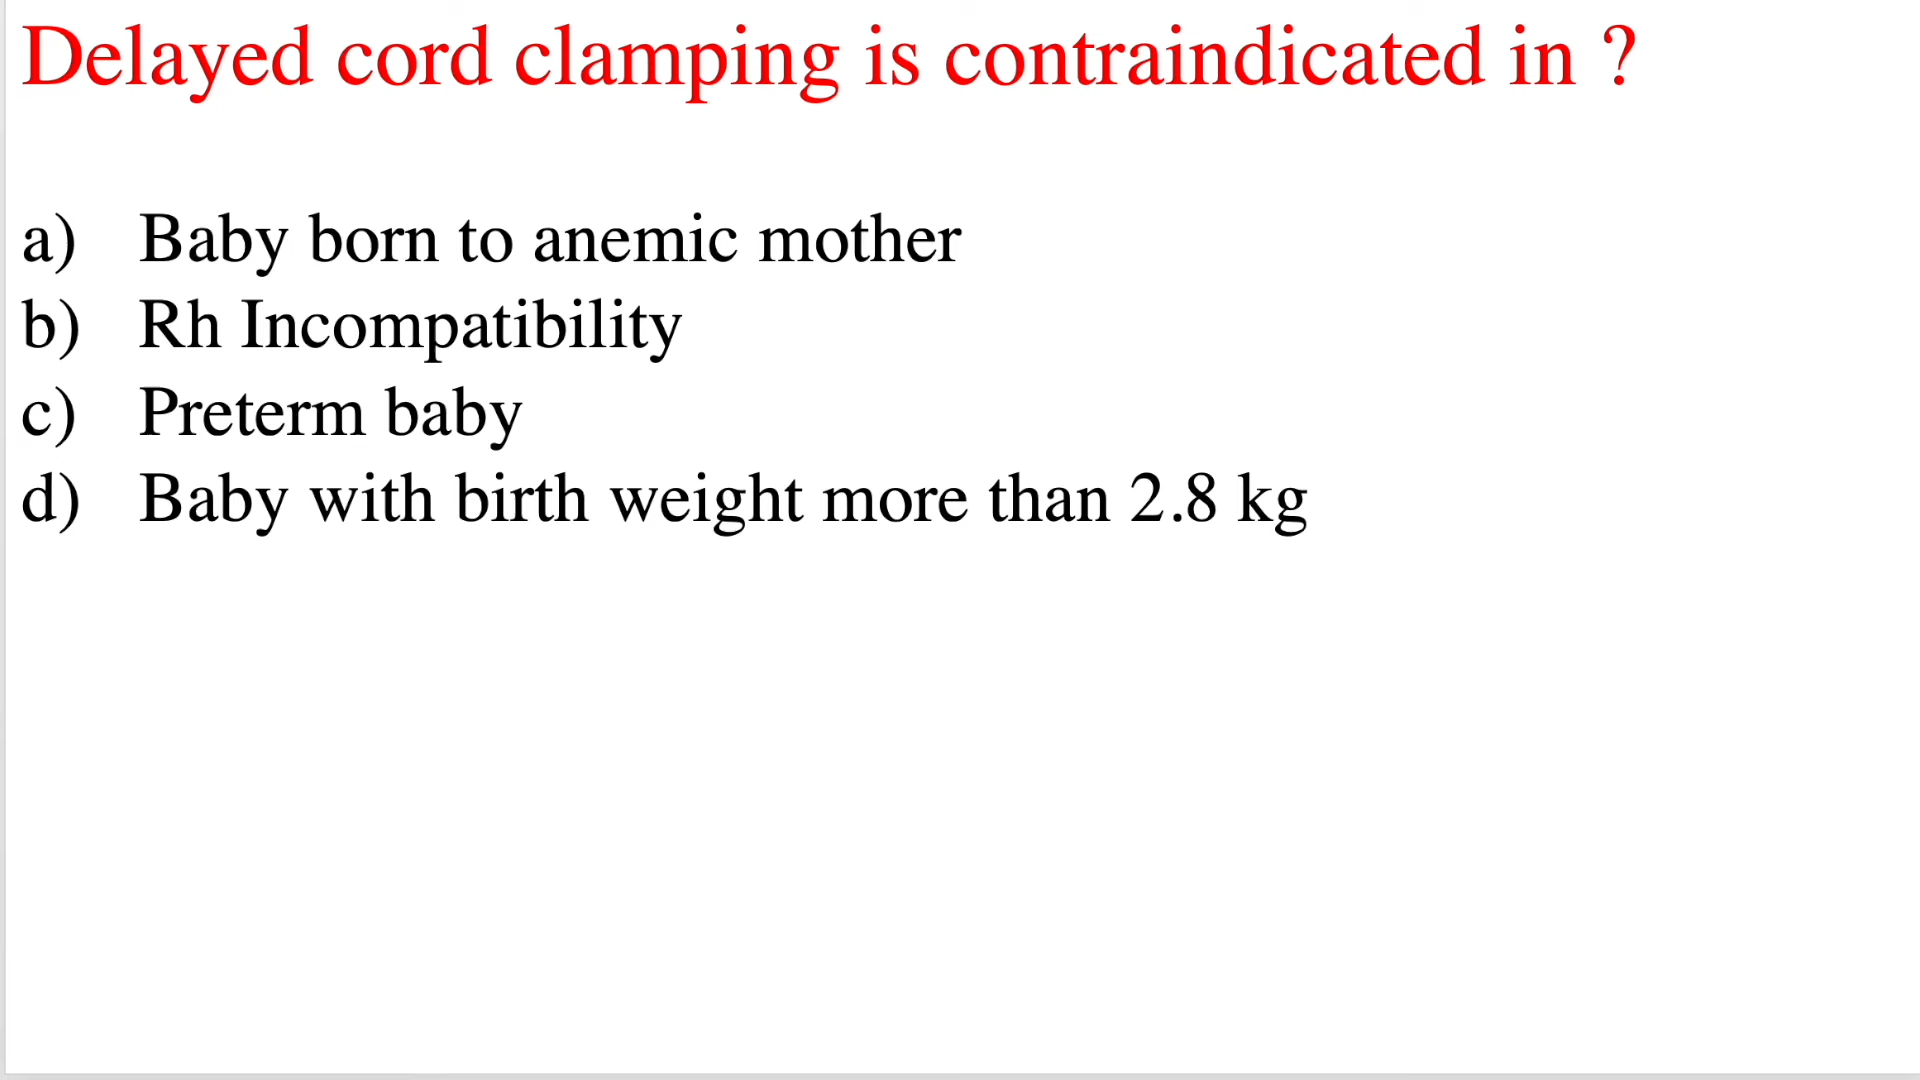 Delayed cord clamping is contraindicated in ?
a) Baby born to anemic mother
b) Rh Incompatibility
c) Preterm baby
d) Baby with birth weight more than 2.8 kg